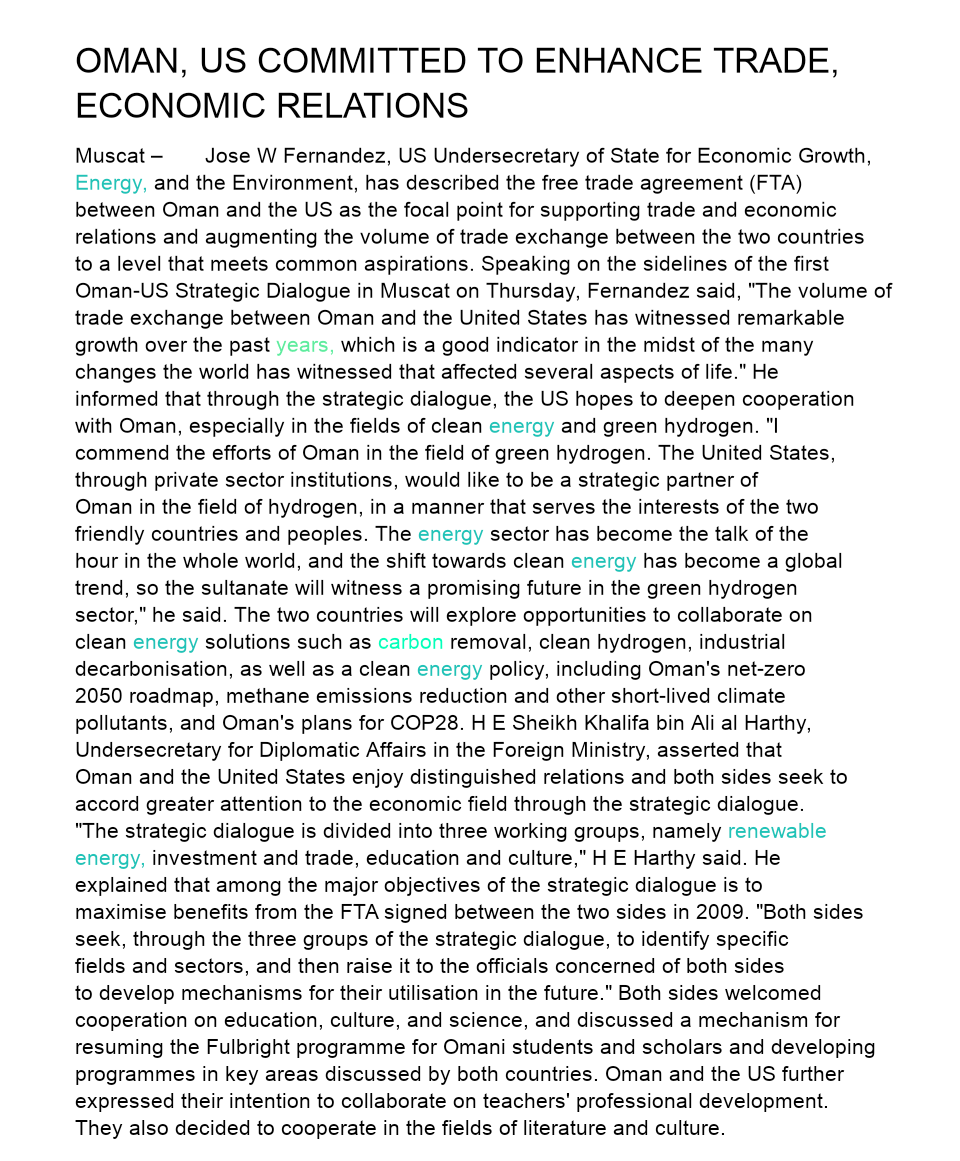 OMAN, US COMMITTED TO ENHANCE TRADE,
ECONOMIC RELATIONS
Muscat – Jose W Fernandez, US Undersecretary of State for Economic Growth,
Energy, and the Environment, has described the free trade agreement (FTA)
between Oman and the US as the focal point for supporting trade and economic
relations and augmenting the volume of trade exchange between the two countries
to a level that meets common aspirations. Speaking on the sidelines of the first
Oman-US Strategic Dialogue in Muscat on Thursday, Fernandez said, "The volume of
trade exchange between Oman and the United States has witnessed remarkable
growth over the past years, which is a good indicator in the midst of the many
changes the world has witnessed that affected several aspects of life." He
informed that through the strategic dialogue, the US hopes to deepen cooperation
with Oman, especially in the fields of clean energy and green hydrogen. "I
commend the efforts of Oman in the field of green hydrogen. The United States,
through private sector institutions, would like to be a strategic partner of
Oman in the field of hydrogen, in a manner that serves the interests of the two
friendly countries and peoples. The energy sector has become the talk of the
hour in the whole world, and the shift towards clean energy has become a global
trend, so the sultanate will witness a promising future in the green hydrogen
sector," he said. The two countries will explore opportunities to collaborate on
clean energy solutions such as carbon removal, clean hydrogen, industrial
decarbonisation, as well as a clean energy policy, including Oman's net-zero
2050 roadmap, methane emissions reduction and other short-lived climate
pollutants, and Oman's plans for COP28. H E Sheikh Khalifa bin Ali al Harthy,
Undersecretary for Diplomatic Affairs in the Foreign Ministry, asserted that
Oman and the United States enjoy distinguished relations and both sides seek to
accord greater attention to the economic field through the strategic dialogue.
"The strategic dialogue is divided into three working groups, namely renewable
energy, investment and trade, education and culture," H E Harthy said. He
explained that among the major objectives of the strategic dialogue is to
maximise benefits from the FTA signed between the two sides in 2009. "Both sides
seek, through the three groups of the strategic dialogue, to identify specific
fields and sectors, and then raise it to the officials concerned of both sides
to develop mechanisms for their utilisation in the future." Both sides welcomed
cooperation on education, culture, and science, and discussed a mechanism for
resuming the Fulbright programme for Omani students and scholars and developing
programmes in key areas discussed by both countries. Oman and the US further
expressed their intention to collaborate on teachers' professional development.
They also decided to cooperate in the fields of literature and culture.